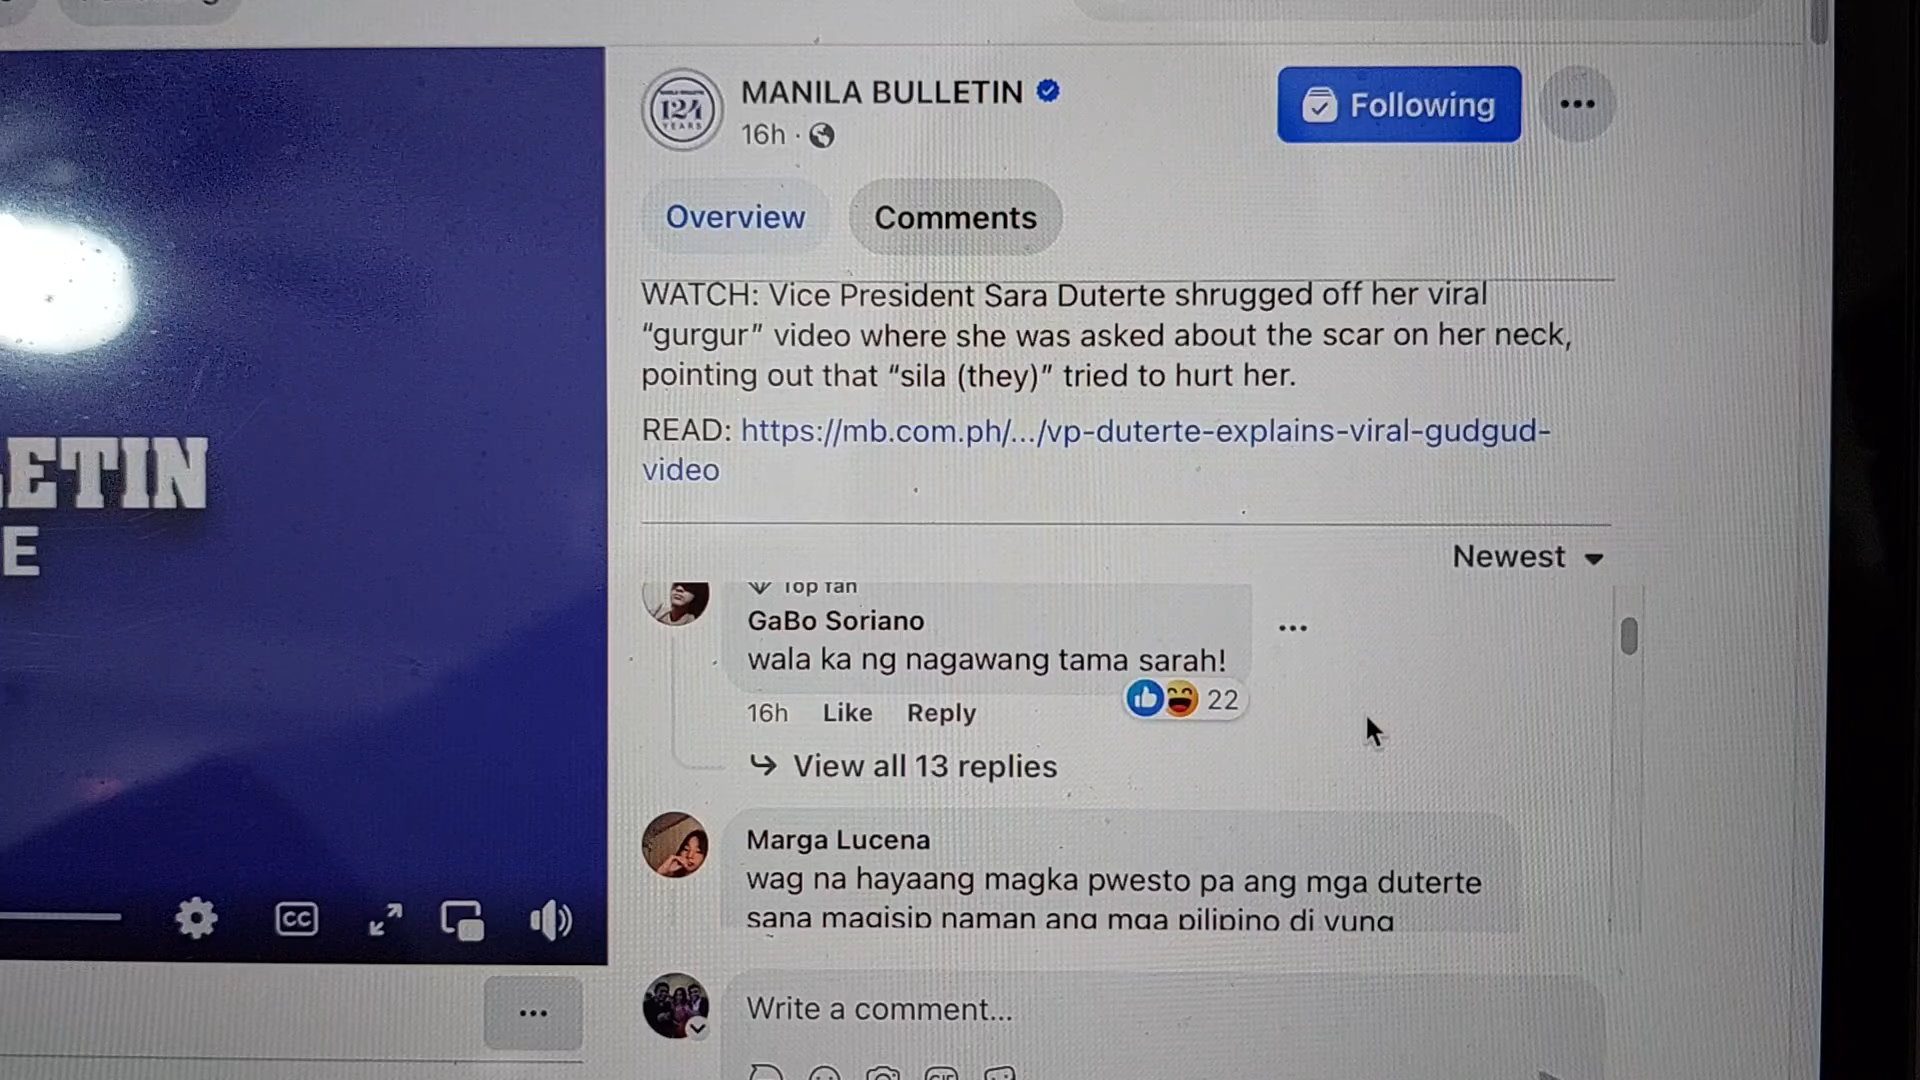 MANILA BULLETIN
124
YEARS
16h ·
Following
Overview
Comments
WATCH: Vice President Sara Duterte shrugged off her viral
“gurgur” video where she was asked about the scar on her neck,
pointing out that “sila (they)” tried to hurt her.
READ: https://mb.com.ph/.../vp-duterte-explains-viral-gudgud-
video
Newest
Top fan
GaBo Soriano
wala ka ng nagawang tama sarah!
22
16h Like Reply
View all 13 replies
Marga Lucena
wag na hayaang magka pwesto pa ang mga duterte
sana magisip naman ang mga pilipino di yung
Write a comment...
GIF
ETIN
E
CC